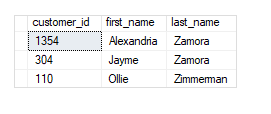 customer_id first_name last_name
1354 Alexandria Zamora
304 Jayme Zamora
110 Ollie Zimmerman